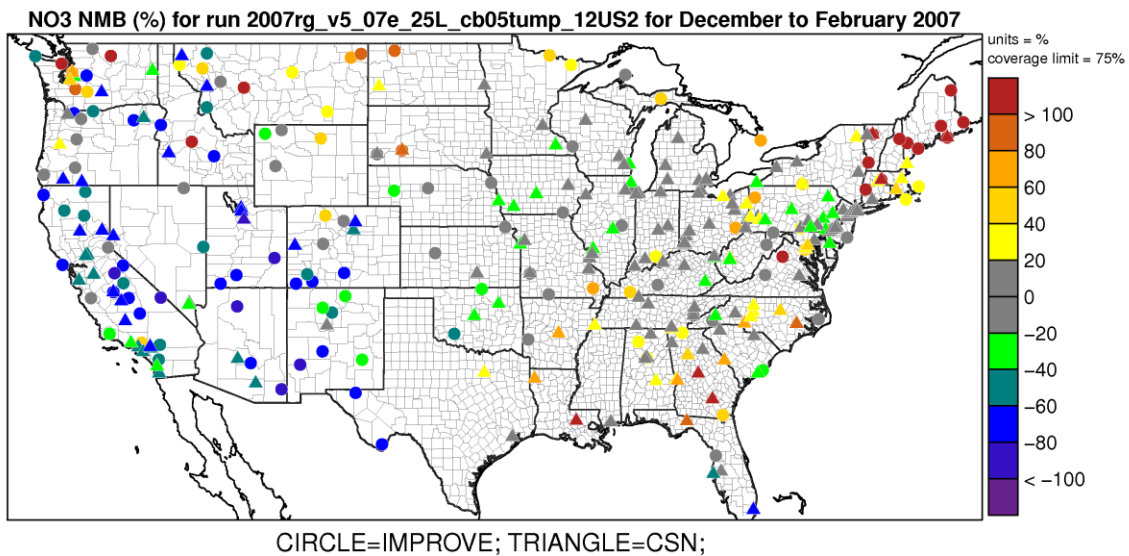 NO3 NMB (%) for run 2007rg_v5_07e_25L_cb05tump_12US2 for December to February 2007
units = %
coverage limit = 75%
> 100
80
60
40
20
0
−20
−40
−60
−80
< −100
CIRCLE=IMPROVE; TRIANGLE=CSN;